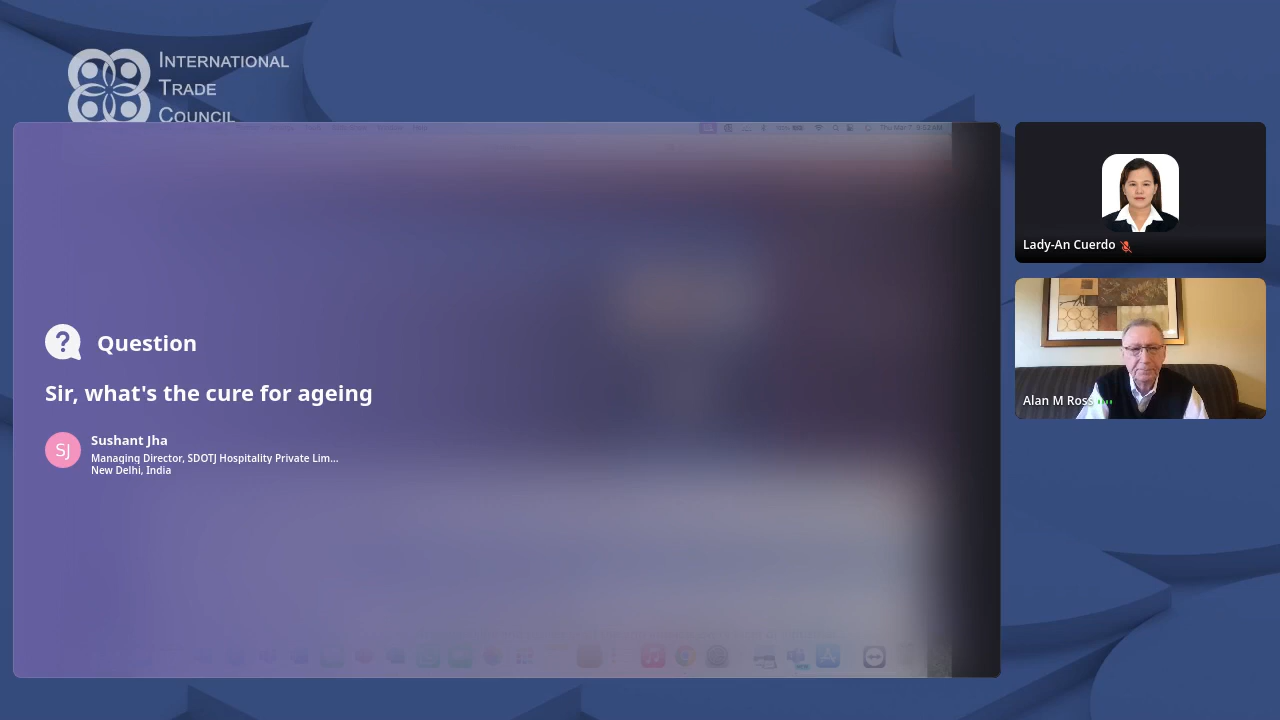 INTERNATIONAL
TRADE
COUNCIL
Question
Sir, what's the cure for ageing
SJ
Sushant Jha
Managing Director, SDOTJ Hospitality Private Lim...
New Delhi, India
Lady-An Cuerdo
Alan M Ross